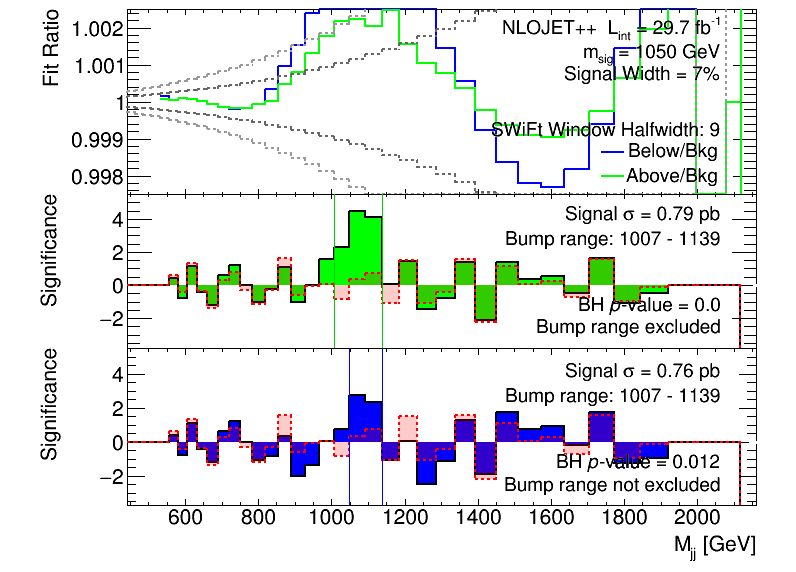 Fit Ratio
1.002
1.001
1
0.999
0.998
NLOJET++ L_int = 29.7 fb⁻¹
m_sig = 1050 GeV
Signal Width = 7%
SWiFt Window Halfwidth: 9
Below/Bkg
Above/Bkg
Significance
4
2
0
−2
Signal σ = 0.79 pb
Bump range: 1007 - 1139
BH p-value = 0.0
Bump range excluded
Significance
4
2
0
−2
Signal σ = 0.76 pb
Bump range: 1007 - 1139
BH p-value = 0.012
Bump range not excluded
600 800 1000 1200 1400 1600 1800 2000
M_jj [GeV]